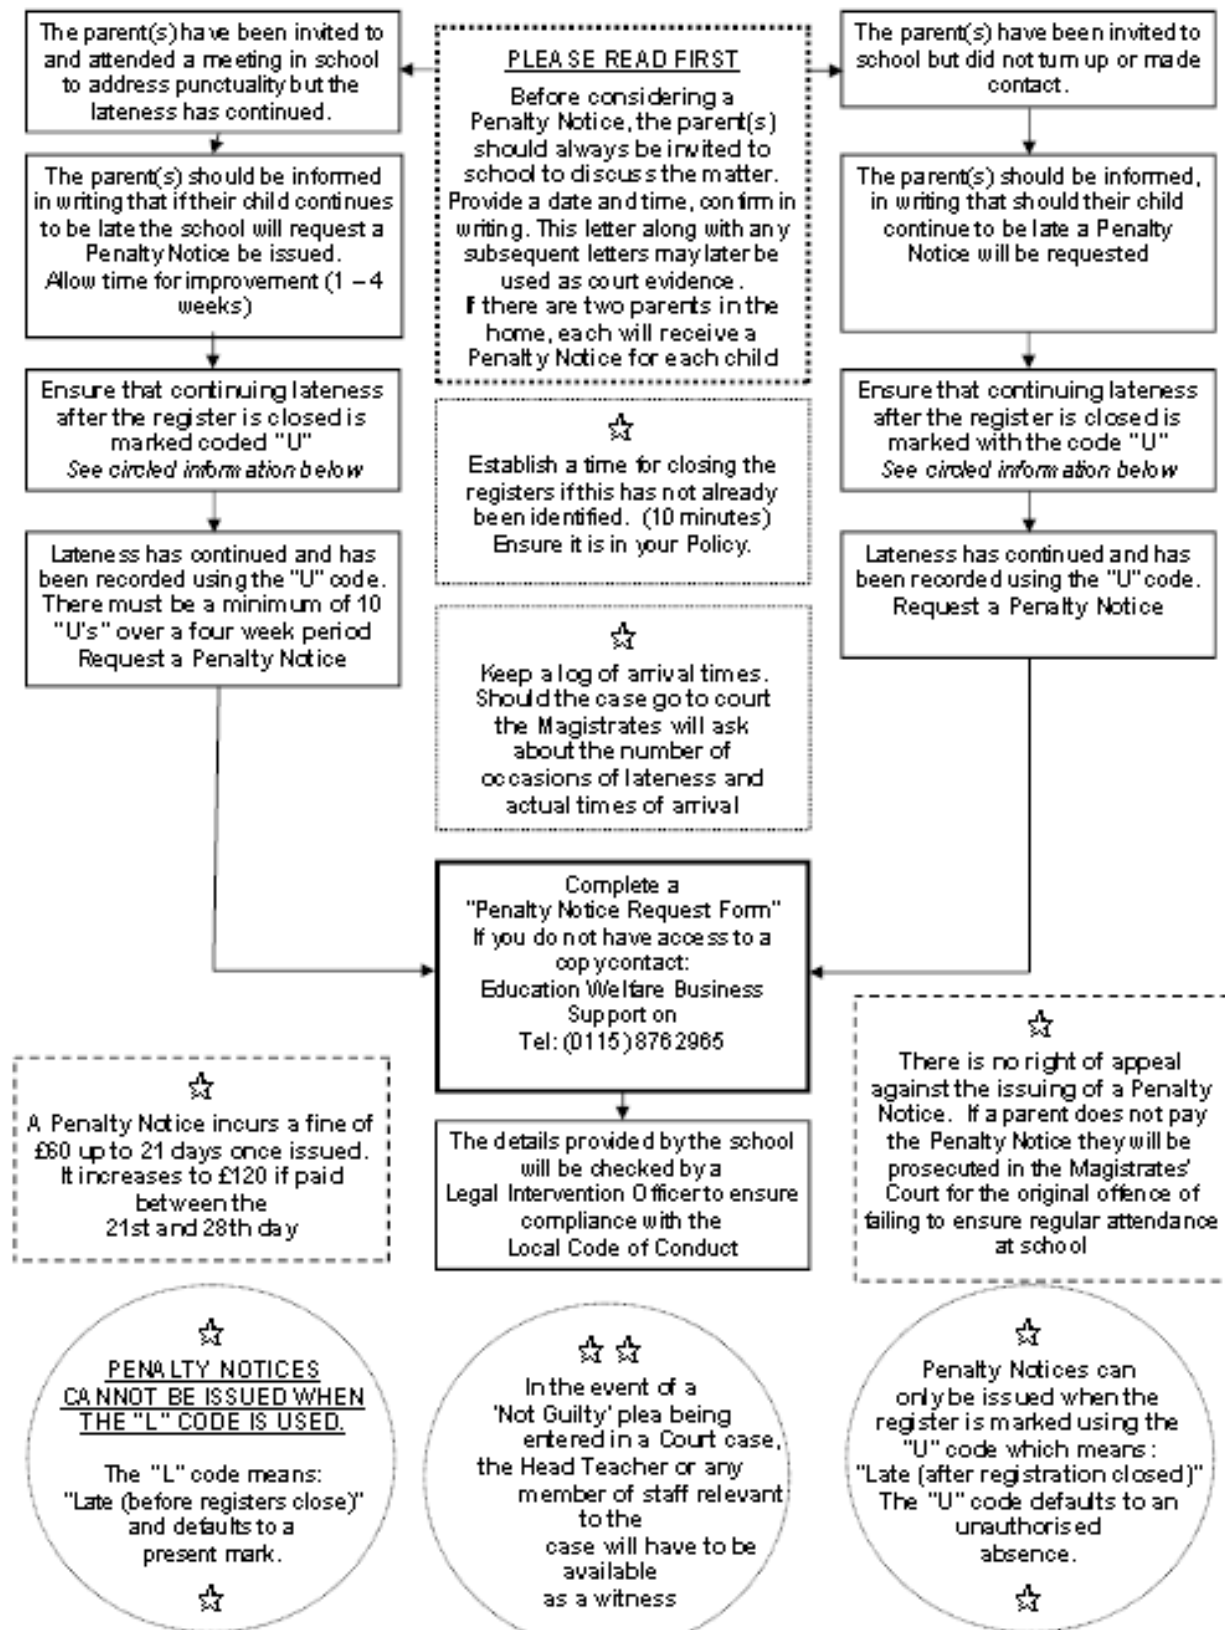 The parent(s) have been invited to
and attended a meeting in school
to address punctuality but the
lateness has continued.
PLEASE READ FIRST
Before considering a
Penalty Notice, the parent(s)
should always be invited to
school to discuss the matter.
Provide a date and time, confirm in
writing. This letter along with any
subsequent letters may later be
used as court evidence.
If there are two parents in the
home, each will receive a
Penalty Notice for each child
The parent(s) have been invited to
school but did not turn up or made
contact.
The parent(s) should be informed
in writing that if their child continues
to be late the school will request a
Penalty Notice be issued.
Allow time for improvement (1 – 4
weeks)
The parent(s) should be informed,
in writing that should their child
continue to be late a Penalty
Notice will be requested
Ensure that continuing lateness
after the register is closed is
marked coded "U"
See circled information below
Establish a time for closing the
registers if this has not already
been identified. (10 minutes)
Ensure it is in your Policy.
Ensure that continuing lateness
after the register is closed is
marked with the code "U"
See circled information below
Lateness has continued and has
been recorded using the "U" code.
There must be a minimum of 10
"U's" over a four week period
Request a Penalty Notice
Keep a log of arrival times.
Should the case go to court
the Magistrates will ask
about the number of
occasions of lateness and
actual times of arrival
Lateness has continued and has
been recorded using the "U" code.
Request a Penalty Notice
Complete a
"Penalty Notice Request Form"
If you do not have access to a
copy contact:
Education Welfare Business
Support on
Tel: (0115) 8762965
A Penalty Notice incurs a fine of
£60 up to 21 days once issued.
It increases to £120 if paid
between the
21st and 28th day
The details provided by the school
will be checked by a
Legal Intervention Officer to ensure
compliance with the
Local Code of Conduct
There is no right of appeal
against the issuing of a Penalty
Notice. If a parent does not pay
the Penalty Notice they will be
prosecuted in the Magistrates'
Court for the original offence of
failing to ensure regular attendance
at school
PENALTY NOTICES
CANNOT BE ISSUED WHEN
THE "L" CODE IS USED.
The "L" code means:
"Late (before registers close)"
and defaults to a
present mark.
In the event of a
'Not Guilty' plea being
entered in a Court case,
the Head Teacher or any
member of staff relevant
to the
case will have to be
available
as a witness
Penalty Notices can
only be issued when the
register is marked using the
"U" code which means:
"Late (after registration closed)"
The "U" code defaults to an
unauthorised
absence.